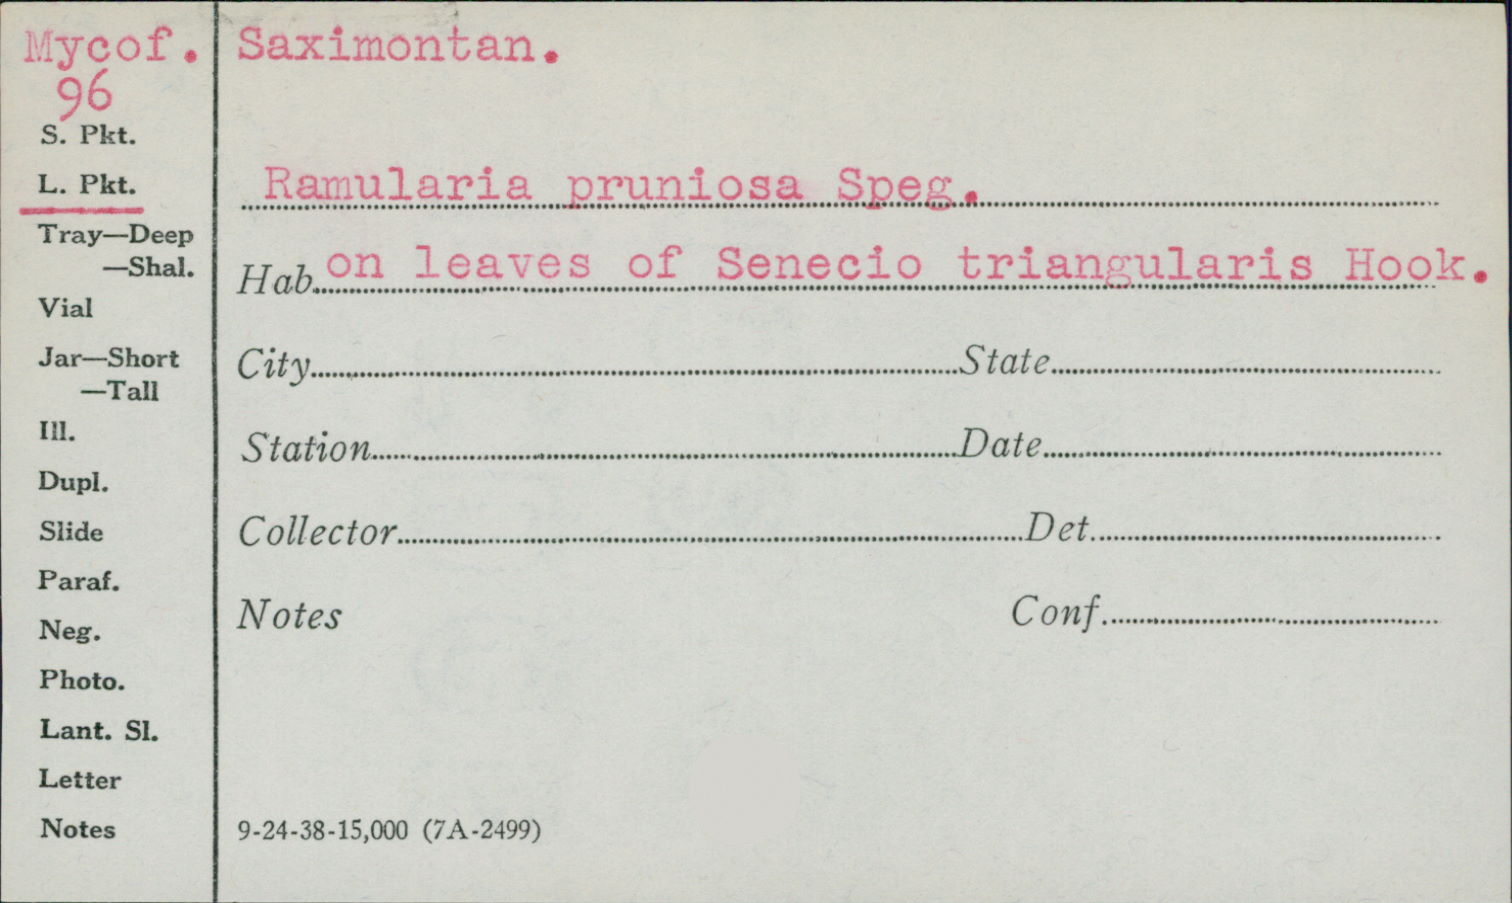 Mycof. Saximontan.
96
S. Pkt.
L. Pkt.
Ramularia pruniosa Speg.
Tray—Deep
—Shal.
Hab. on leaves of Senecio triangularis Hook.
Vial
Jar—Short
—Tall
City State
Ill.
Station Date
Dupl.
Slide
Collector Det.
Paraf.
Neg.
Notes Conf.
Photo.
Lant. Sl.
Letter
Notes
9-24-38-15,000 (7A-2499)